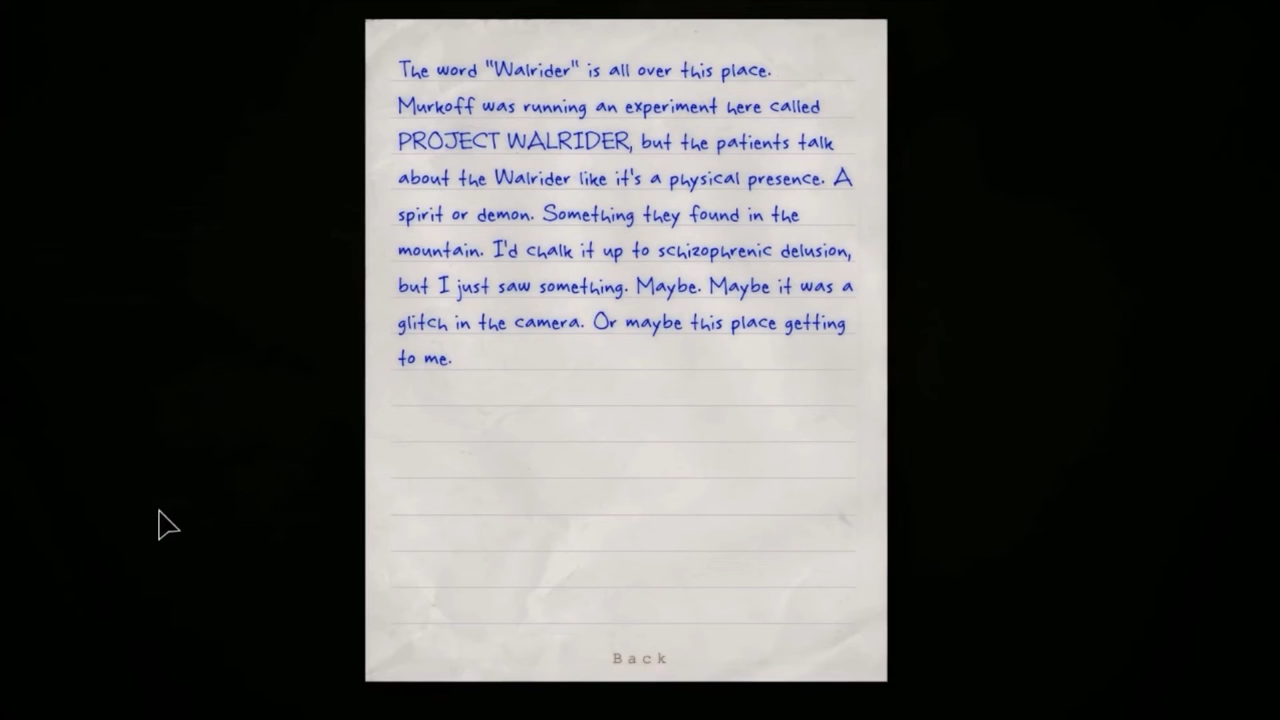 The word "Walrider" is all over this place.
Murkoff was running an experiment here called
PROJECT WALRIDER, but the patients talk
about the Walrider like it's a physical presence. A
spirit or demon. Something they found in the
mountain. I'd chalk it up to schizophrenic delusion,
but I just saw something. Maybe. Maybe it was a
glitch in the camera. Or maybe this place getting
to me.
Back